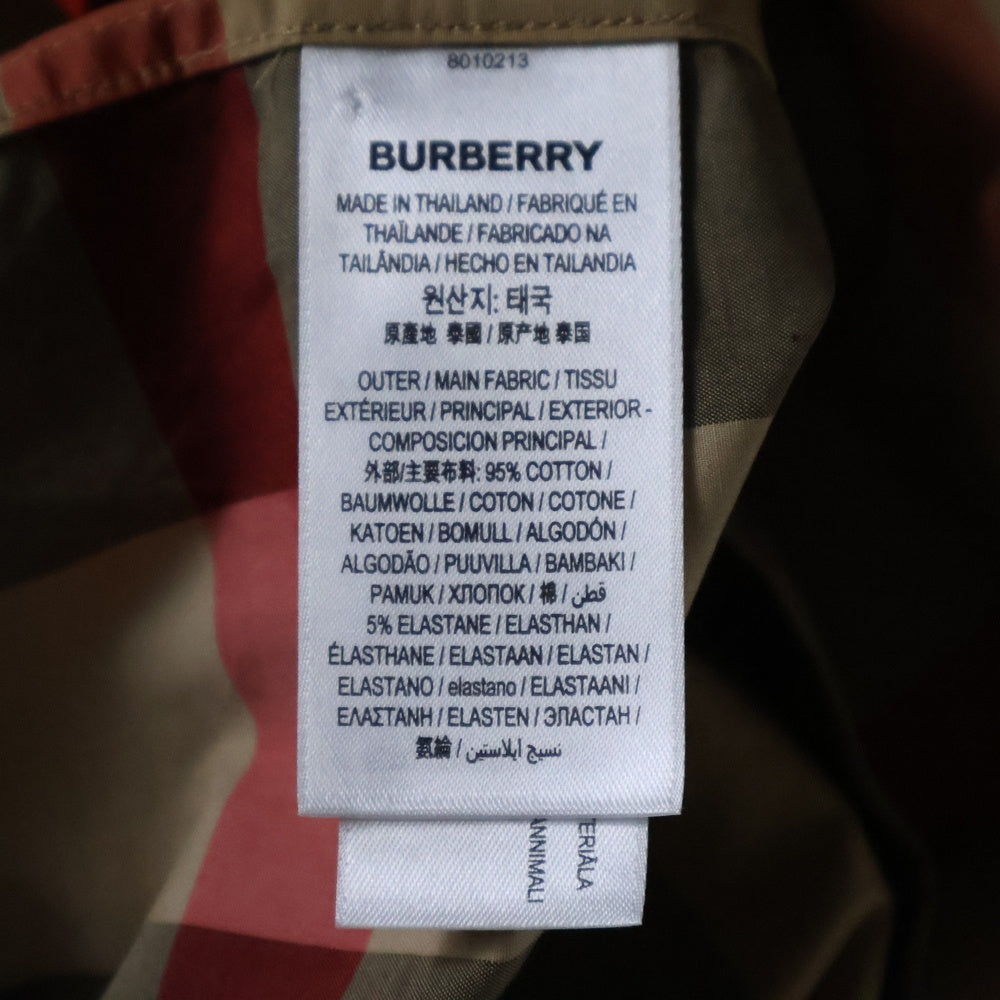 8010213
BURBERRY
MADE IN THAILAND / FABRIQUÉ EN
THAÏLANDE / FABRICADO NA
TAILÂNDIA / HECHO EN TAILANDIA
원산지: 태국
原產地 泰國 / 原产地 泰国
OUTER / MAIN FABRIC / TISSU
EXTÉRIEUR / PRINCIPAL / EXTERIOR -
COMPOSICION PRINCIPAL /
外部/主要布料: 95% COTTON /
BAUMWOLLE / COTON / COTONE /
KATOEN / BOMULL / ALGODÓN /
ALGODÃO / PUUVILLA / BAMBAKI /
PAMUK / ХЛОПОК / 棉 / قطن
5% ELASTANE / ELASTHAN /
ÉLASTHANE / ELASTAAN / ELASTAN /
ELASTANO / elastano / ELASTAANI /
ΕΛΑΣΤΑΝΗ / ELASTEN / ЭЛАСТАН /
氨綸 / نسيج ايلاستين
TERIĀLA
ANNIMALI